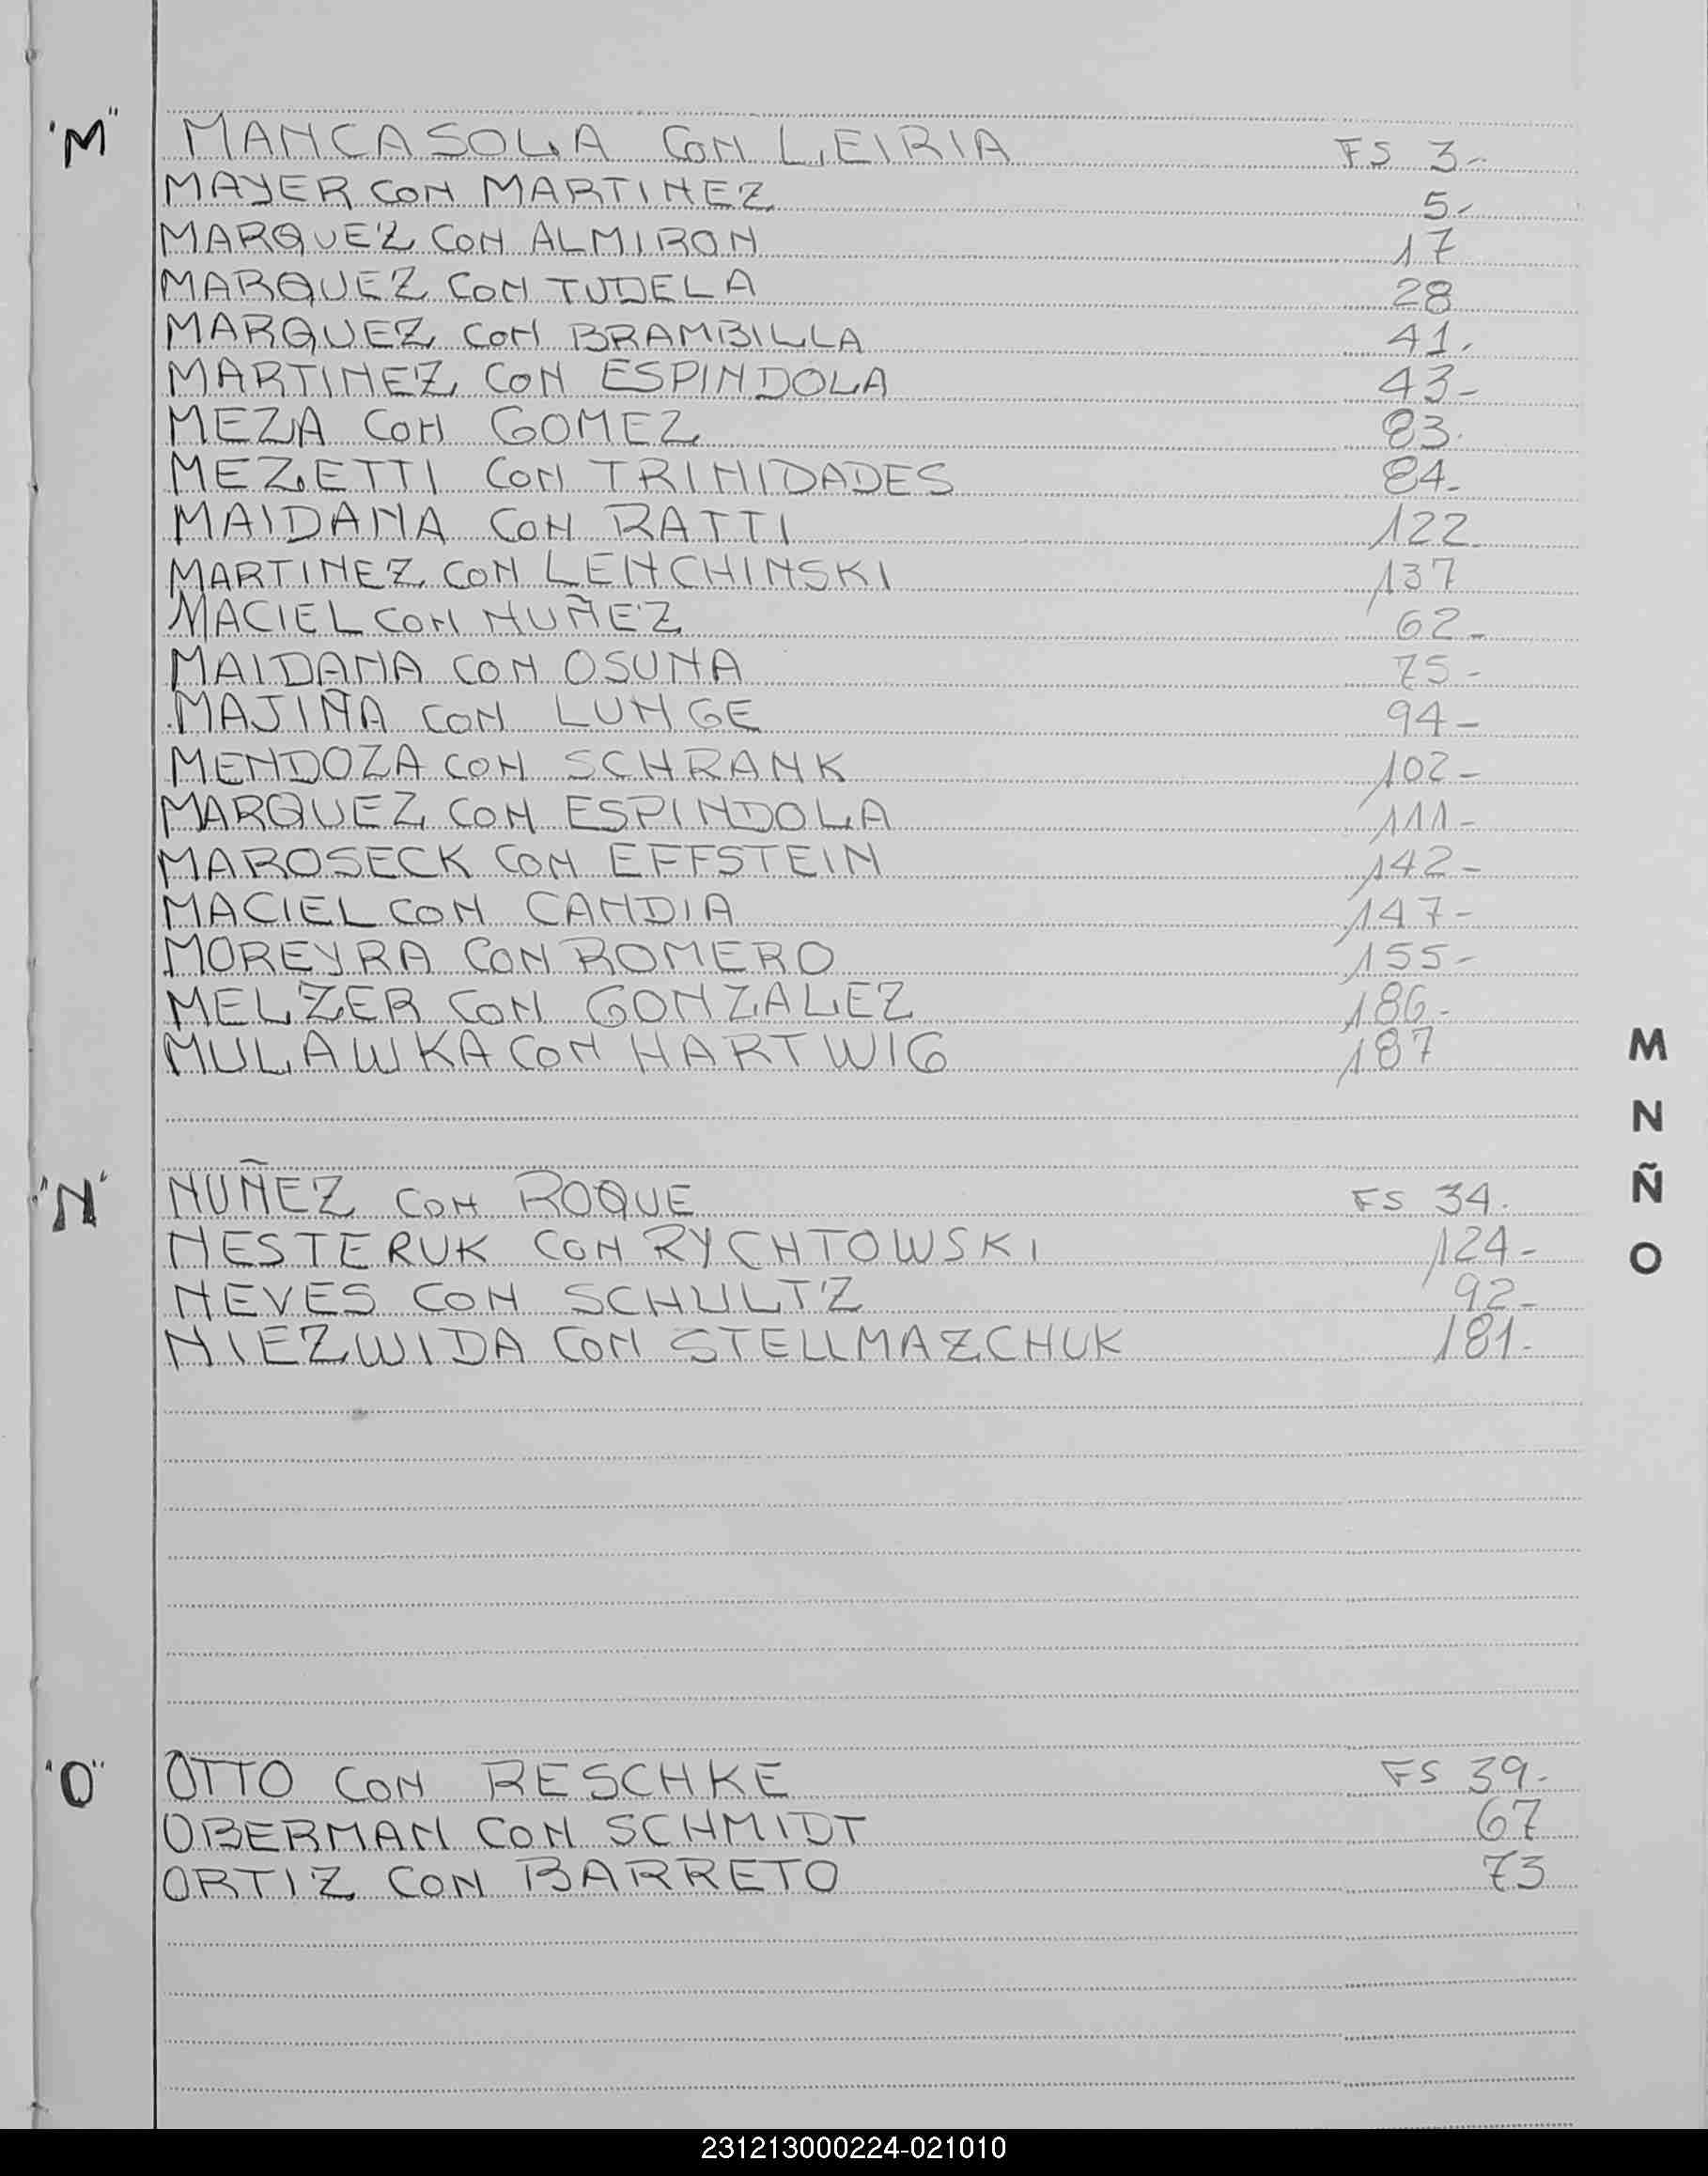 "M" MANCASOLA CON LEIRIA FS 3-
MAYER CON MARTINEZ 5-
MARQUEZ CON ALMIRON 17
MARQUEZ CON TUDELA 28
MARQUEZ CON BRAMBILLA 41.
MARTINEZ CON ESPINDOLA 43-
MEZA CON GOMEZ 83.
MEZETTI CON TRINIDADES 84-
MAIDANA CON RATTI 122
MARTINEZ CON LENCHINSKI 137
MACIEL CON NUÑEZ 62-
MAIDANA CON OSUNA 75-
MAJIÑA CON LUNGE 94-
MENDOZA CON SCHRANK 102-
MARQUEZ CON ESPINDOLA 111-
MAROSECK CON EFFSTEIN 142-
MACIEL CON CANDIA 147-
MOREYRA CON ROMERO 155-
MELZER CON GONZALEZ 186-
MULAWKA CON HARTWIG 187
M
N
Ñ
O
"N" NUÑEZ CON ROQUE FS 34.
NESTERUK CON RYCHTOWSKI 124-
NEVES CON SCHULTZ 92-
NIEZWIDA CON STELLMAZCHUK 181-
"O" OTTO CON RESCHKE FS 39-
OBERMAN CON SCHMIDT 67
ORTIZ CON BARRETO 73
231213000224-021010